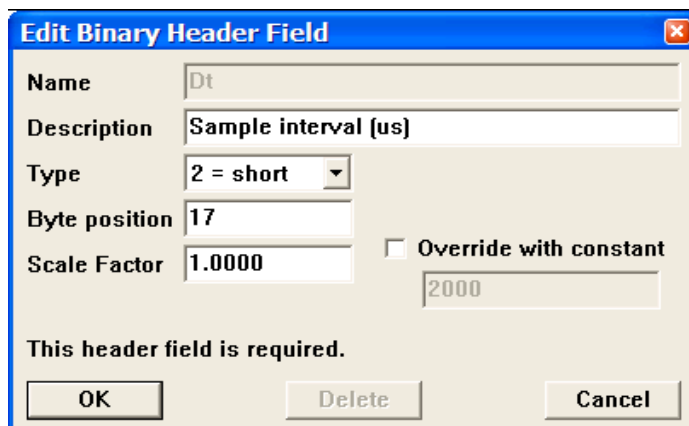 Edit Binary Header Field
Name Dt
Description Sample interval (us)
Type 2 = short
Byte position 17
Scale Factor 1.0000
Override with constant
2000
This header field is required.
OK Delete Cancel